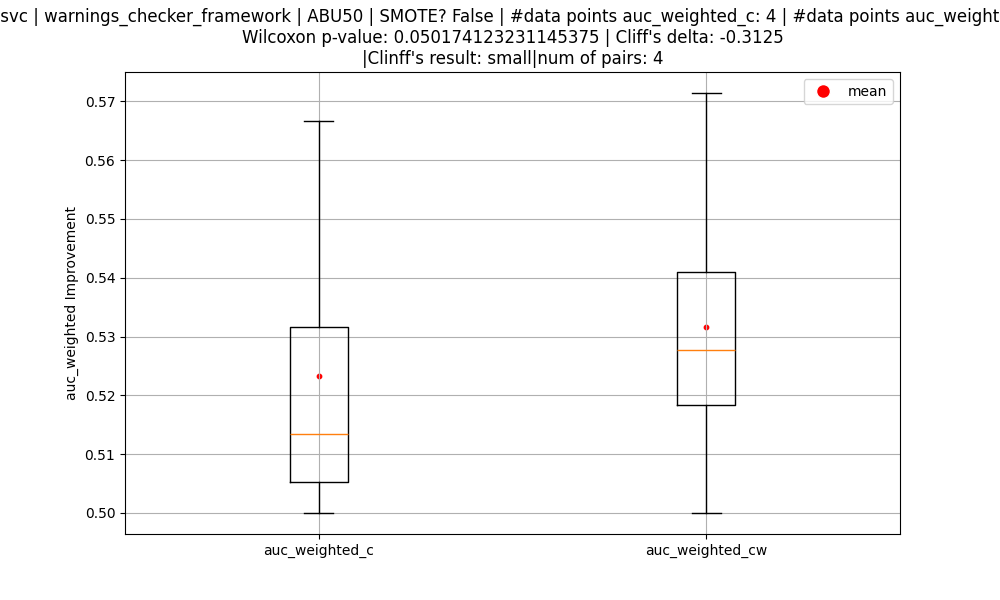 svc | warnings_checker_framework | ABU50 | SMOTE? False | #data points auc_weighted_c: 4 | #data points auc_weight
Wilcoxon p-value: 0.050174123231145375 | Cliff's delta: -0.3125
|Clinff's result: small|num of pairs: 4
mean
0.57
0.56
0.55
0.54
0.53
0.52
0.51
0.50
auc_weighted Improvement
auc_weighted_c
auc_weighted_cw